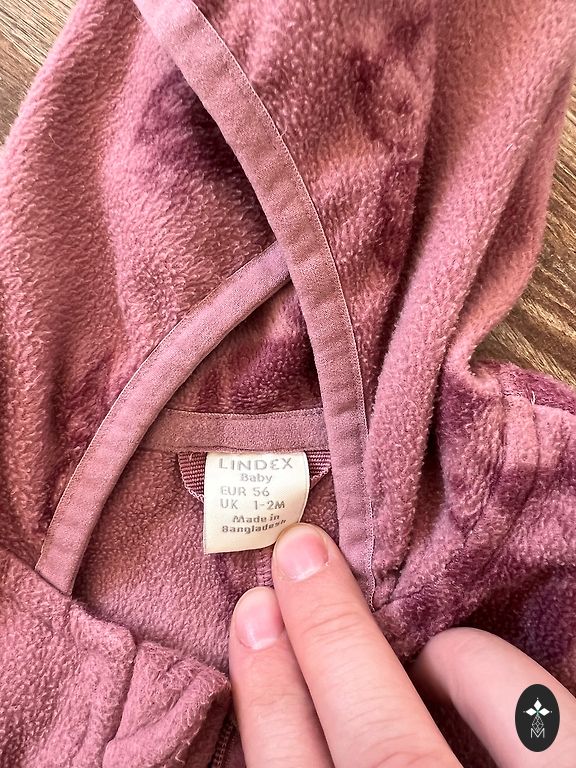 LINDEX
Baby
EUR 56
UK 1-2M
Made in
Bangladesh
M